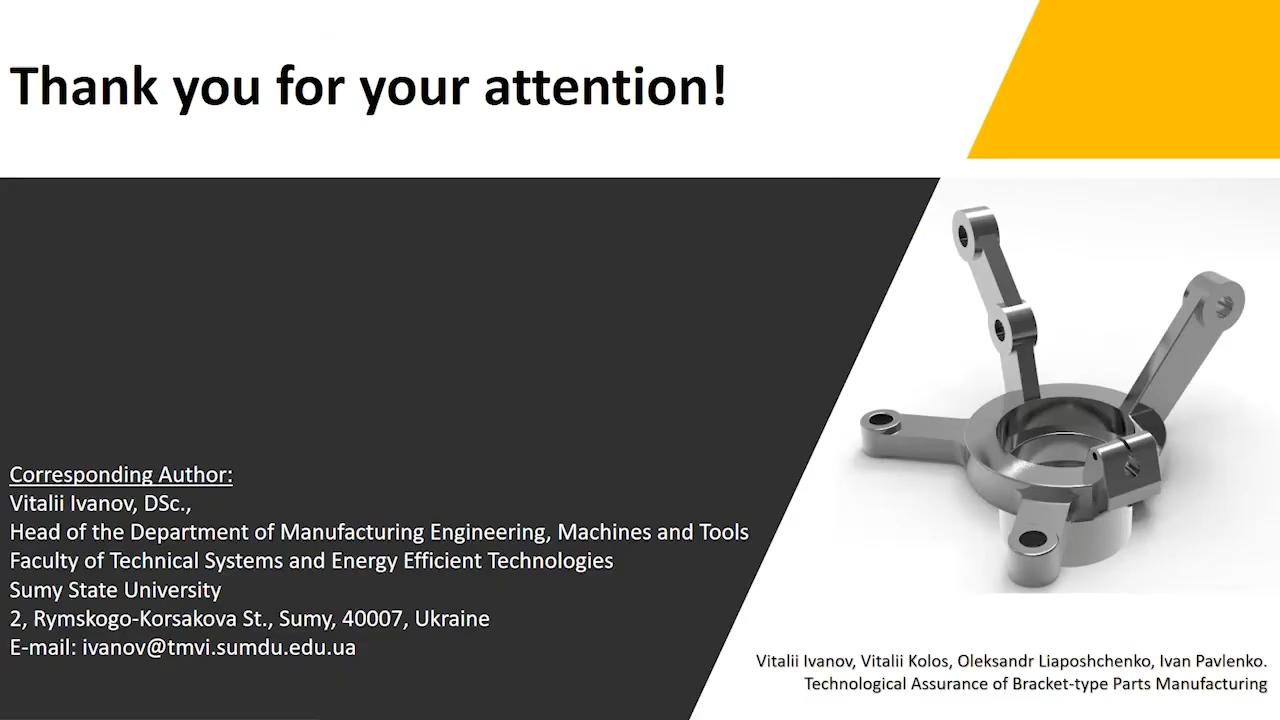 Thank you for your attention!
Corresponding Author:
Vitalii Ivanov, DSc.,
Head of the Department of Manufacturing Engineering, Machines and Tools
Faculty of Technical Systems and Energy Efficient Technologies
Sumy State University
2, Rymskogo-Korsakova St., Sumy, 40007, Ukraine
E-mail: ivanov@tmvi.sumdu.edu.ua
Vitalii Ivanov, Vitalii Kolos, Oleksandr Liaposhchenko, Ivan Pavlenko.
Technological Assurance of Bracket-type Parts Manufacturing